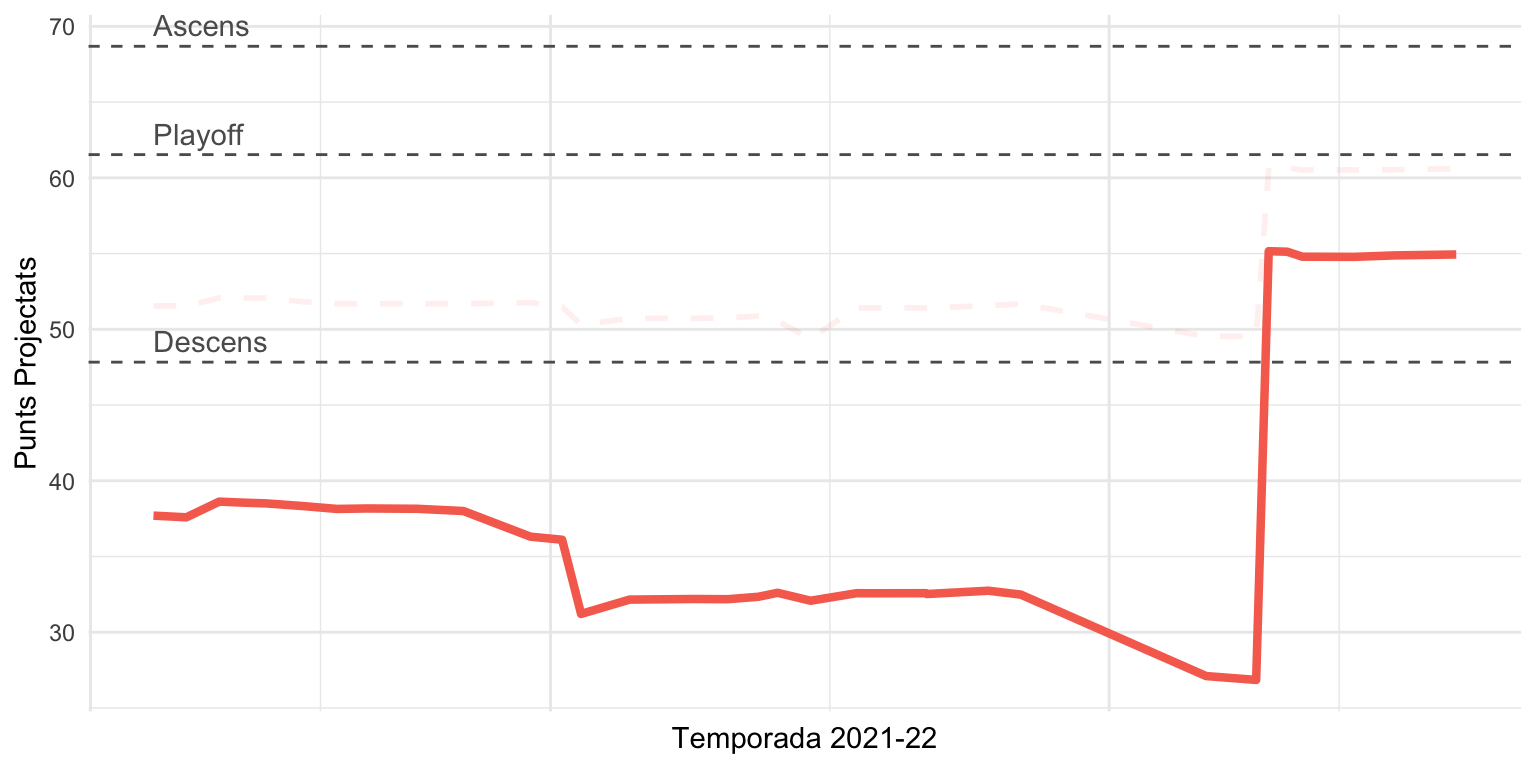 70
Ascens
Playoff
60
50
Descens
40
30
Punts Projectats
Temporada 2021-22